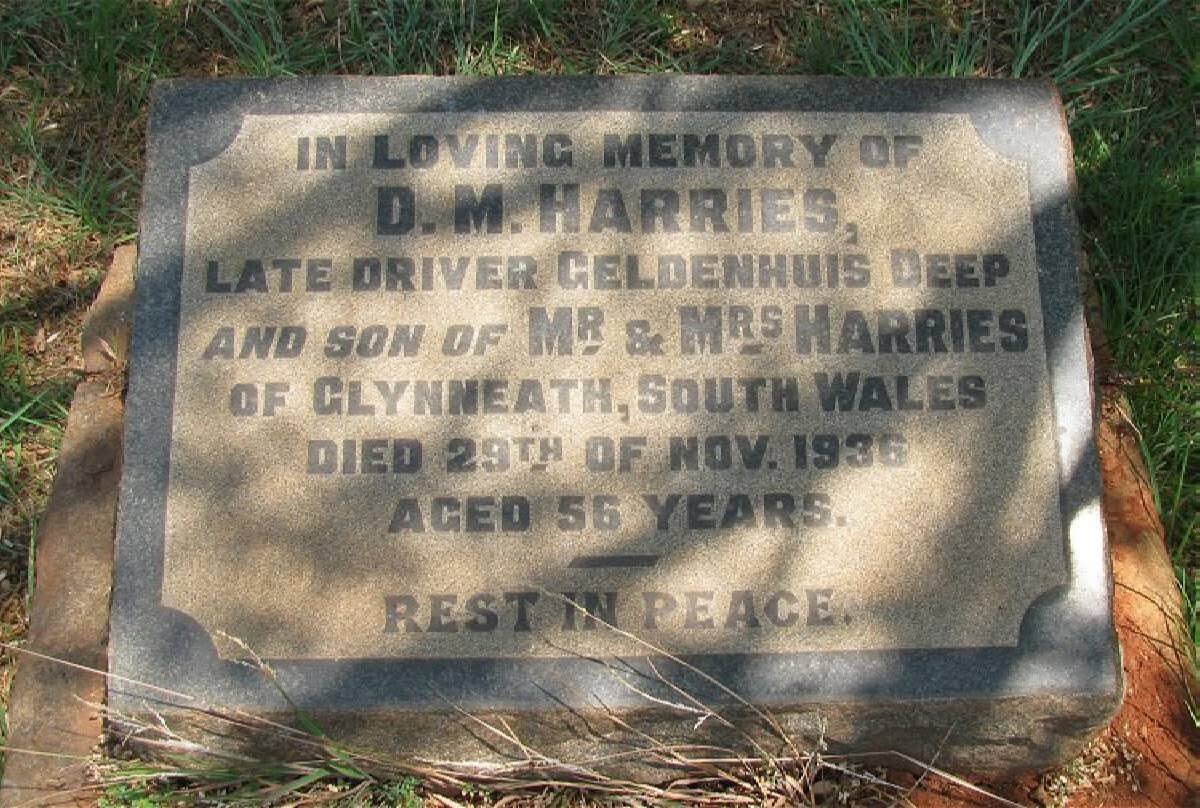 IN LOVING MEMORY OF
D. M. HARRIES,
LATE DRIVER GELDENHUIS DEEP
AND SON OF MR & MRS HARRIES
OF GLYNNEATH, SOUTH WALES
DIED 29TH OF NOV. 1936
AGED 56 YEARS.
REST IN PEACE.